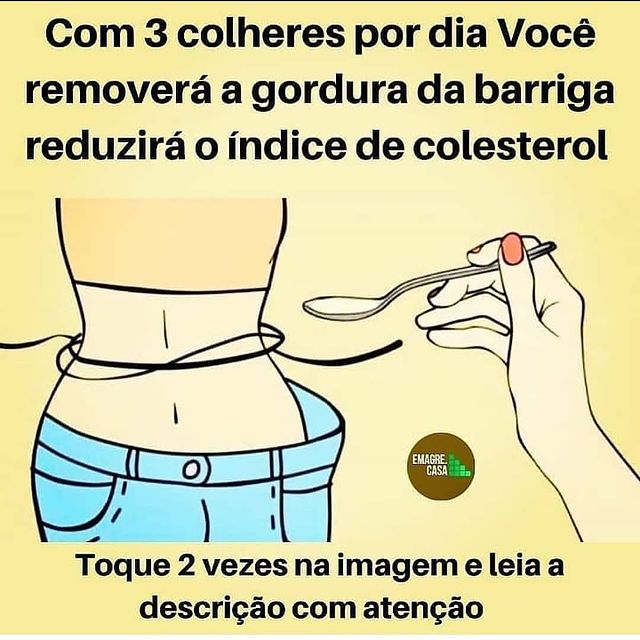 Com 3 colheres por dia Você
removerá a gordura da barriga
reduzirá o índice de colesterol
EMAGRE.
CASA
Toque 2 vezes na imagem e leia a
descrição com atenção